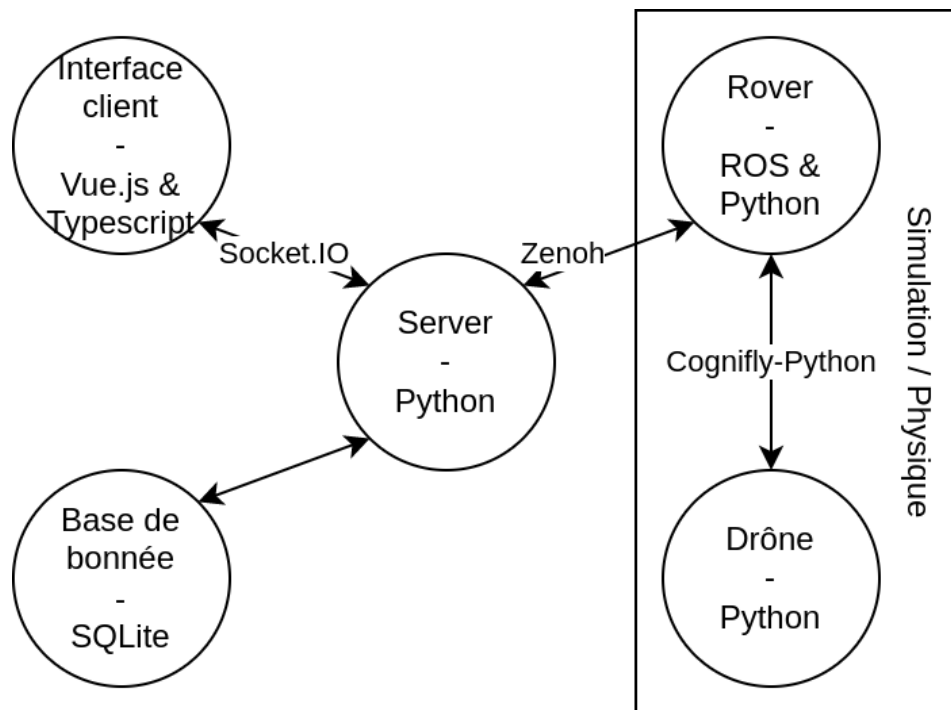 Interface
client
-
Vue.js &
Typescript
Socket.IO
Server
-
Python
Base de
bonnée
-
SQLite
Zenoh
Rover
-
ROS &
Python
Cognifly-Python
Drône
-
Python
Simulation / Physique